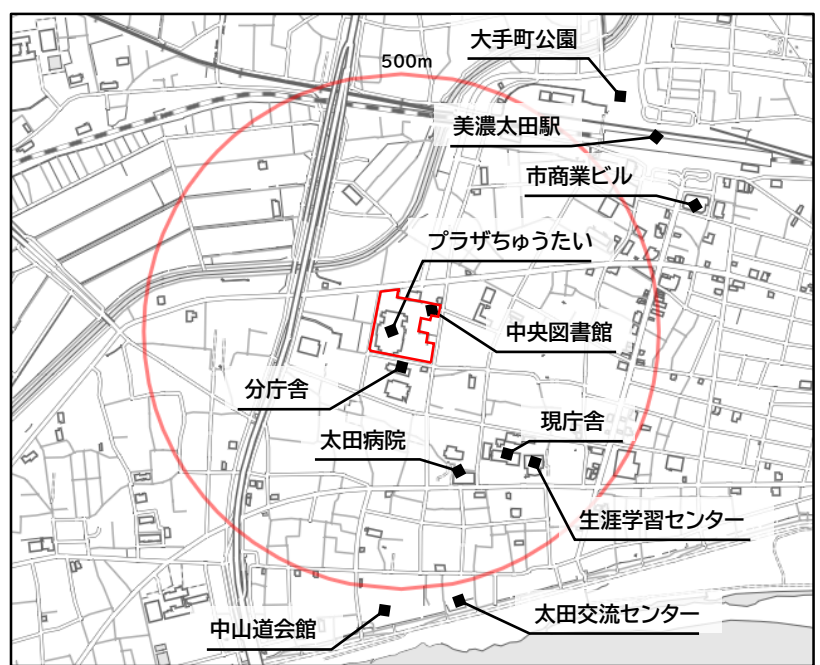 大手町公園
500m
美濃太田駅
市商業ビル
プラザちゅうたい
中央図書館
分庁舎
現庁舎
太田病院
生涯学習センター
太田交流センター
中山道会館